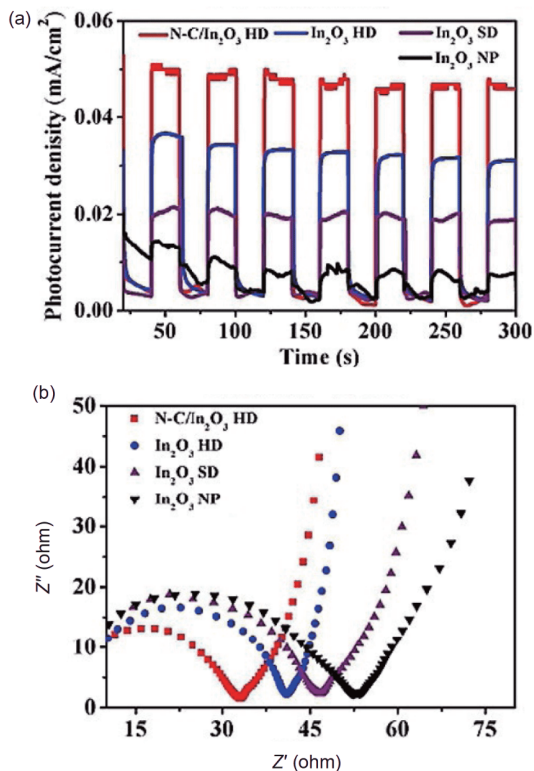 (a)
N-C/In₂O₃ HD
In₂O₃ HD
In₂O₃ SD
In₂O₃ NP
Photocurrent denisity (mA/cm²)
0.06
0.04
0.02
0.00
50 100 150 200 250 300
Time (s)
(b)
N-C/In₂O₃ HD
In₂O₃ HD
In₂O₃ SD
In₂O₃ NP
Z″ (ohm)
50
40
30
20
10
0
15 30 45 60 75
Z′ (ohm)